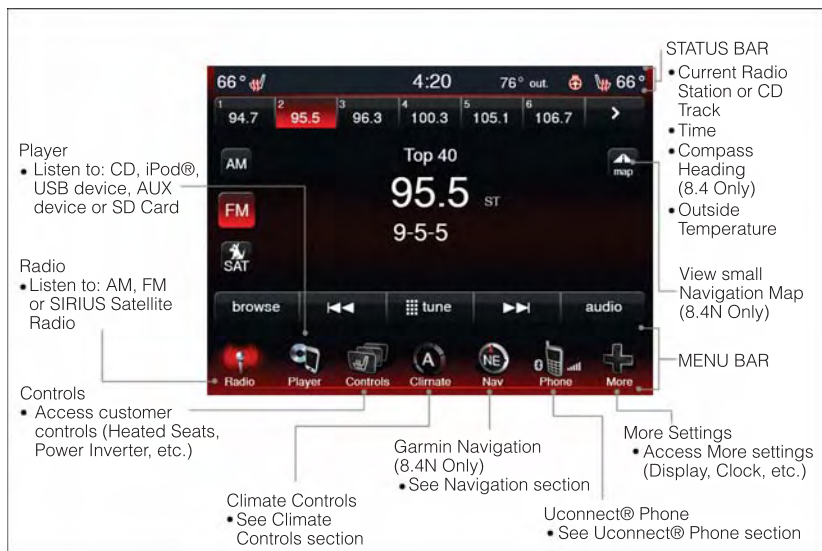 STATUS BAR
• Current Radio
Station or CD
Track
• Time
• Compass
Heading
(8.4 Only)
• Outside
Temperature
66° 4:20 76° out. 66°
1 94.7 2 95.5 3 96.3 4 100.3 5 105.1 6 106.7 >
Player
• Listen to: CD, iPod®,
USB device, AUX
device or SD Card
AM
FM
SAT
Top 40
95.5 ST
9-5-5
map
View small
Navigation Map
(8.4N Only)
Radio
• Listen to: AM, FM
or SIRIUS Satellite
Radio
browse tune audio
MENU BAR
A NE
Radio Player Controls Climate Nav Phone More
Controls
• Access customer
controls (Heated Seats,
Power Inverter, etc.)
Climate Controls
• See Climate
Controls section
Garmin Navigation
(8.4N Only)
• See Navigation section
Uconnect® Phone
• See Uconnect® Phone section
More Settings
• Access More settings
(Display, Clock, etc.)